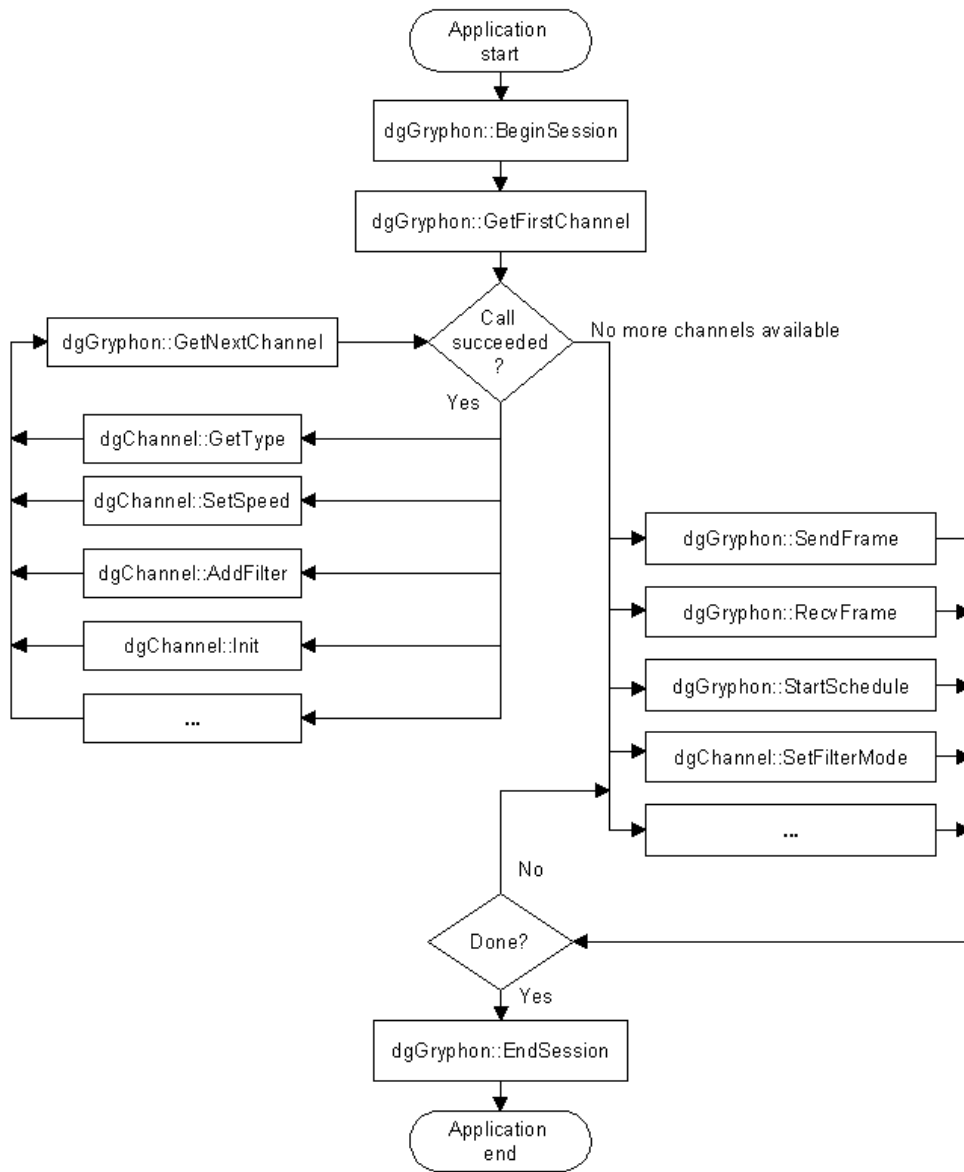 Application
start
dgGryphon::BeginSession
dgGryphon::GetFirstChannel
Call
succeeded
?
No more channels available
dgGryphon::GetNextChannel
Yes
dgChannel::GetType
dgChannel::SetSpeed
dgChannel::AddFilter
dgChannel::Init
...
dgGryphon::SendFrame
dgGryphon::RecvFrame
dgGryphon::StartSchedule
dgChannel::SetFilterMode
...
No
Done?
Yes
dgGryphon::EndSession
Application
end